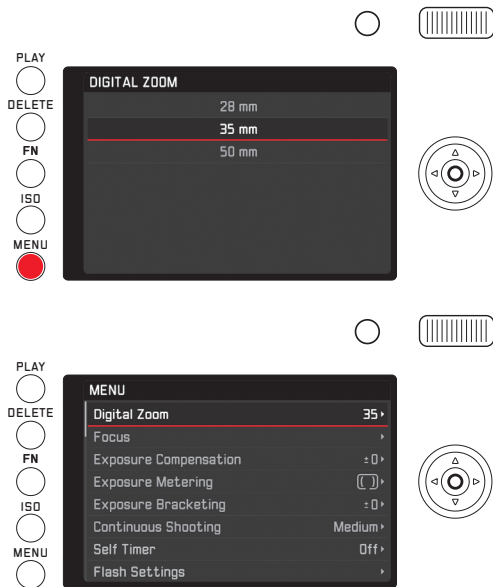 PLAY
DELETE
FN
ISO
MENU
DIGITAL ZOOM
28 mm
35 mm
50 mm
PLAY
DELETE
FN
ISO
MENU
MENU
Digital Zoom 35
Focus
Exposure Compensation ±0
Exposure Metering
Exposure Bracketing ±0
Continuous Shooting Medium
Self Timer Off
Flash Settings